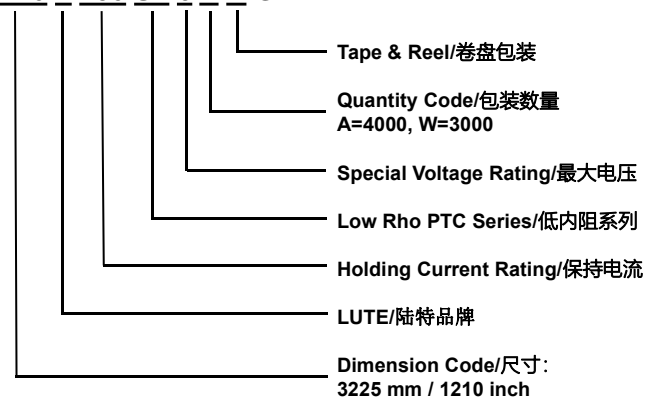 Tape & Reel/卷盘包装
Quantity Code/包装数量
A=4000, W=3000
Special Voltage Rating/最大电压
Low Rho PTC Series/低内阻系列
Holding Current Rating/保持电流
LUTE/陆特品牌
Dimension Code/尺寸：
3225 mm / 1210 inch